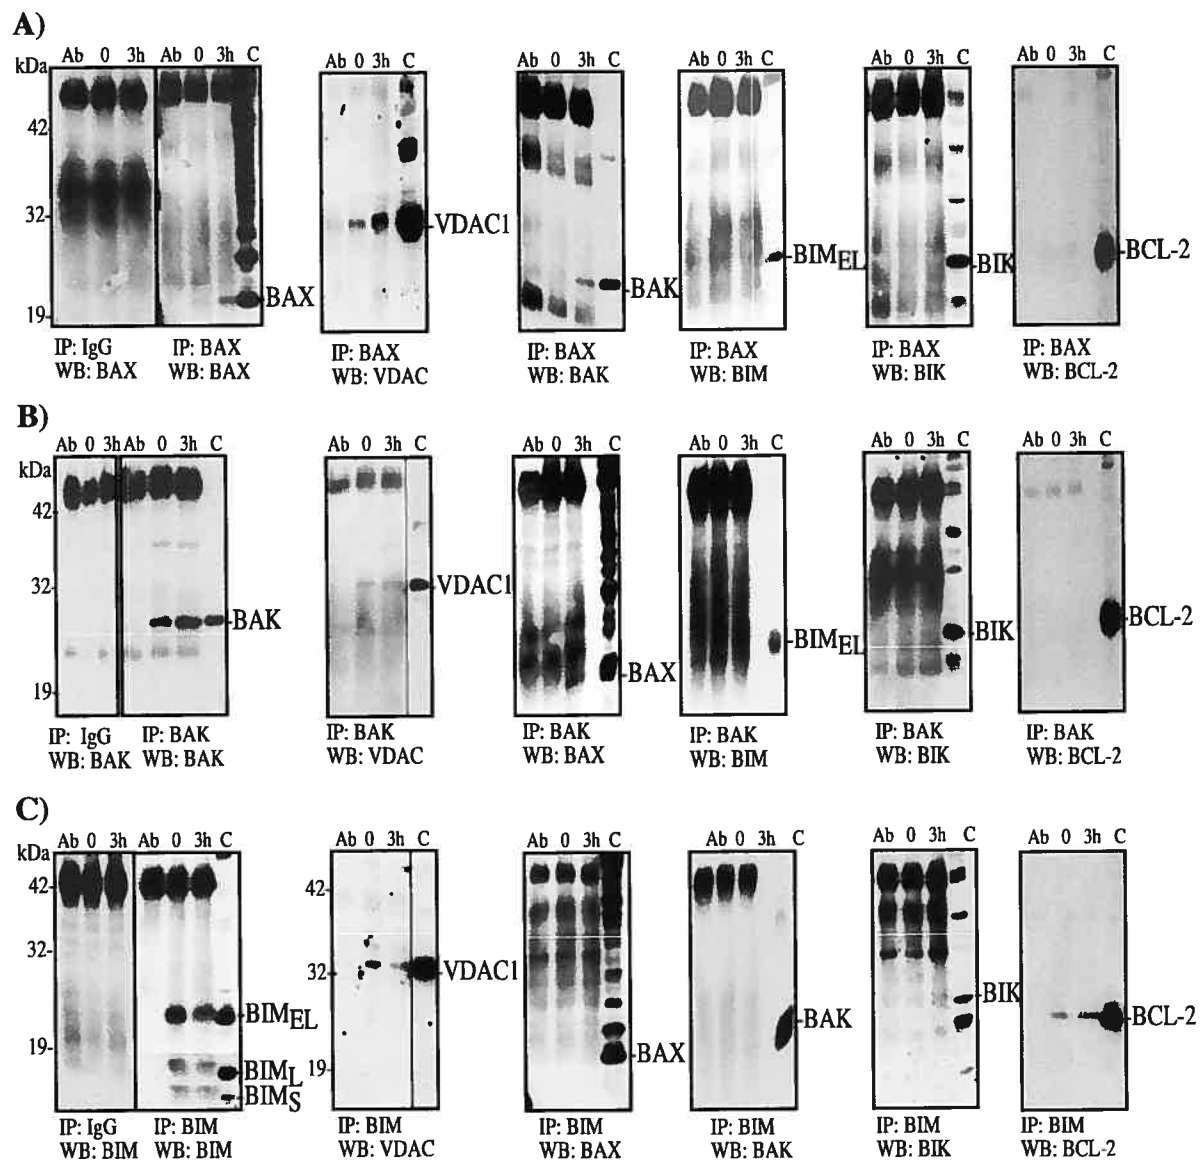 A)
Ab 0 3h Ab 0 3h C
Ab 0 3h C
Ab 0 3h C
Ab 0 3h C
Ab 0 3h C
Ab 0 3h C
kDa
42
32
19
BAX
VDAC1
BAK
BIMEL
BIK
BCL-2
IP: IgG
WB: BAX
IP: BAX
WB: BAX
IP: BAX
WB: VDAC
IP: BAX
WB: BAK
IP: BAX
WB: BIM
IP: BAX
WB: BIK
IP: BAX
WB: BCL-2
B)
Ab 0 3h Ab 0 3h C
Ab 0 3h C
Ab 0 3h C
Ab 0 3h C
Ab 0 3h C
Ab 0 3h C
kDa
42
32
19
BAK
VDAC1
BAX
BIMEL
BIK
BCL-2
IP: IgG
WB: BAK
IP: BAK
WB: BAK
IP: BAK
WB: VDAC
IP: BAK
WB: BAX
IP: BAK
WB: BIM
IP: BAK
WB: BIK
IP: BAK
WB: BCL-2
C)
Ab 0 3h Ab 0 3h C
Ab 0 3h C
Ab 0 3h C
Ab 0 3h C
Ab 0 3h C
Ab 0 3h C
kDa
42
32
19
BIMEL
BIML
BIMS
42
32
19
VDAC1
BAX
BAK
BIK
BCL-2
IP: IgG
WB: BIM
IP: BIM
WB: BIM
IP: BIM
WB: VDAC
IP: BIM
WB: BAX
IP: BIM
WB: BAK
IP: BIM
WB: BIK
IP: BIM
WB: BCL-2